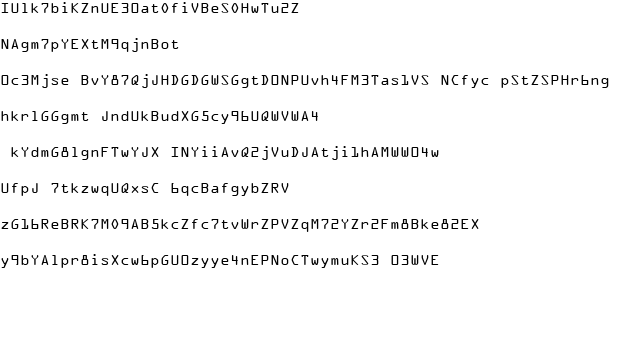 IUlk7biKZnUE3Oat0fiVBeS0HwTu2Z
NAgm7pYEXtM9qjnBot
Oc3Mjse BvY87QjJHDGDGWSGgtDONPUvh4FM3Tas1VS NCfyc pStZSPHr6ng
hkrlGGgmt JndUkBudXG5cy96UQWVWA4
kYdmG8lgnFTwYJX INYiiAvQ2jVuDJAtji1hAMWWO4w
UfpJ 7tkzwqUQxsC 6qcBafgybZRV
zG16ReBRK7M09AB5kcZfc7tvWrZPVZqM72YZr2Fm8Bke82EX
y9bYAlpr8isXcw6pGUOzyye4nEPNoCTwymuKS3 O3WVE